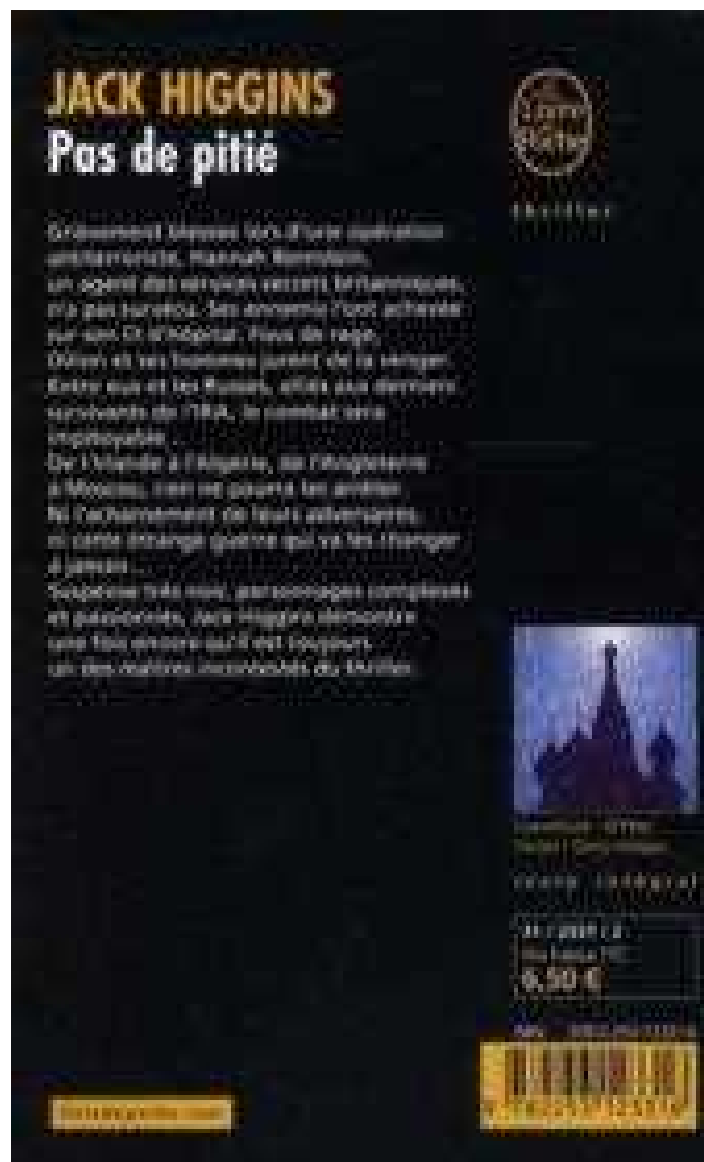 JACK HIGGINS
Pas de pitié
thriller
Grièvement blessée lors d'une opération
antiterroriste, Hannah Bernstein,
un agent des services secrets britanniques,
n'a pas survécu. Ses ennemis l'ont achevée
sur son lit d'hôpital. Fous de rage,
Dillon et ses hommes jurent de la venger.
Entre eux et les Russes, alliés aux derniers
survivants de l'IRA, le combat sera
impitoyable...
De l'Irlande à l'Algérie, de l'Angleterre
à Moscou, rien ne pourra les arrêter.
Ni l'acharnement de leurs adversaires,
ni cette étrange guerre qui va les changer
à jamais...
Suspense très noir, personnages complexes
et passionnés, Jack Higgins démontre
une fois encore qu'il est toujours
un des maîtres incontestés du thriller.
texte intégral
6.50 €